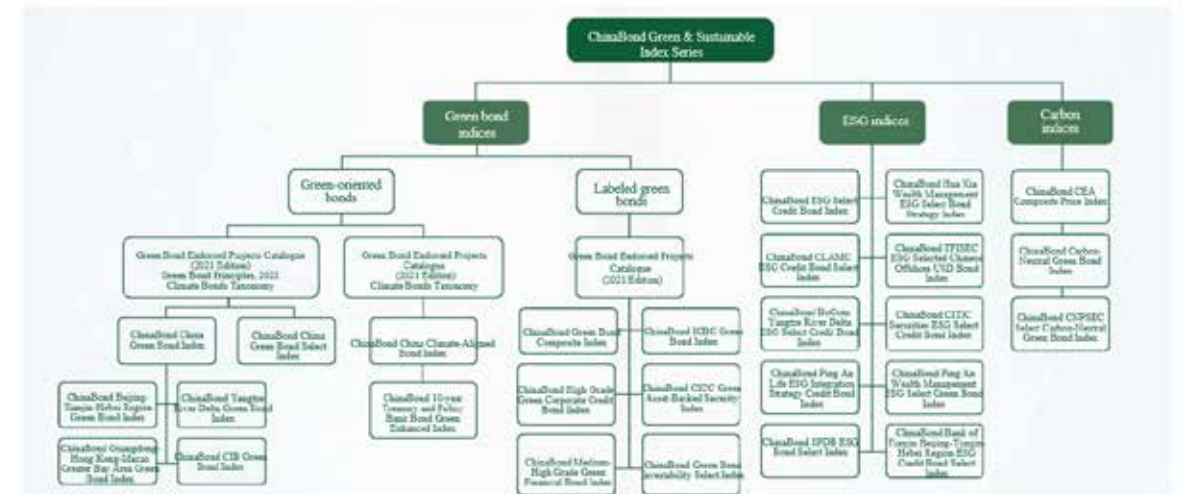 ChinaBond Green & Sustainable
Index Series
Green bond
indices
ESG indices
Carbon
indices
Green-oriented
bonds
Labeled green
bonds
Green Bond Endorsed Projects Catalogue
(2021 Edition)
Green Bond Principles, 2022
Climate Bonds Taxonomy
Green Bond Endorsed Projects
Catalogue
(2021 Edition)
Climate Bonds Taxonomy
Green Bond Endorsed Projects
Catalogue
(2021 Edition)
ChinaBond China
Green Bond Index
ChinaBond China
Green Bond Select
Index
ChinaBond China Climate-Aligned
Bond Index
ChinaBond Beijing-
Tianjin-Hebei Region
Green Bond Index
ChinaBond Yangtze
River Delta Green Bond
Index
ChinaBond Guangdong-
Hong Kong-Macao
Greater Bay Area Green
Bond Index
ChinaBond CIB Green
Bond Index
ChinaBond 10-year
Treasury and Policy
Bank Bond Green
Enhanced Index
ChinaBond Green Bond
Composite Index
ChinaBond ICBC Green
Bond Index
ChinaBond High Grade
Green Corporate Credit
Bond Index
ChinaBond CICC Green
Asset-Backed Security
Index
ChinaBond Medium-
High Grade Green
Financial Bond Index
ChinaBond Green Bond
Investability Select Index
ChinaBond ESG Select
Credit Bond Index
ChinaBond Hua Xia
Wealth Management
ESG Select Bond
Strategy Index
ChinaBond CLAMC
ESG Credit Bond Select
Index
ChinaBond TFISEC
ESG Selected Chinese
Offshore USD Bond
Index
ChinaBond BoCom
Yangtze River Delta
ESG Select Credit Bond
Index
ChinaBond CITIC
Securities ESG Select
Credit Bond Index
ChinaBond Ping An
Life ESG Integration
Strategy Credit Bond
Index
ChinaBond Ping An
Wealth Management
ESG Select Green Bond
Index
ChinaBond SPDB ESG
Bond Select Index
ChinaBond Bank of
Tianjin Beijing-Tianjin-
Hebei Region ESG
Credit Bond Select
Index
ChinaBond CEA
Composite Price Index
ChinaBond Carbon-
Neutral Green Bond
Index
ChinaBond CSPSEC
Select Carbon-Neutral
Green Bond Index